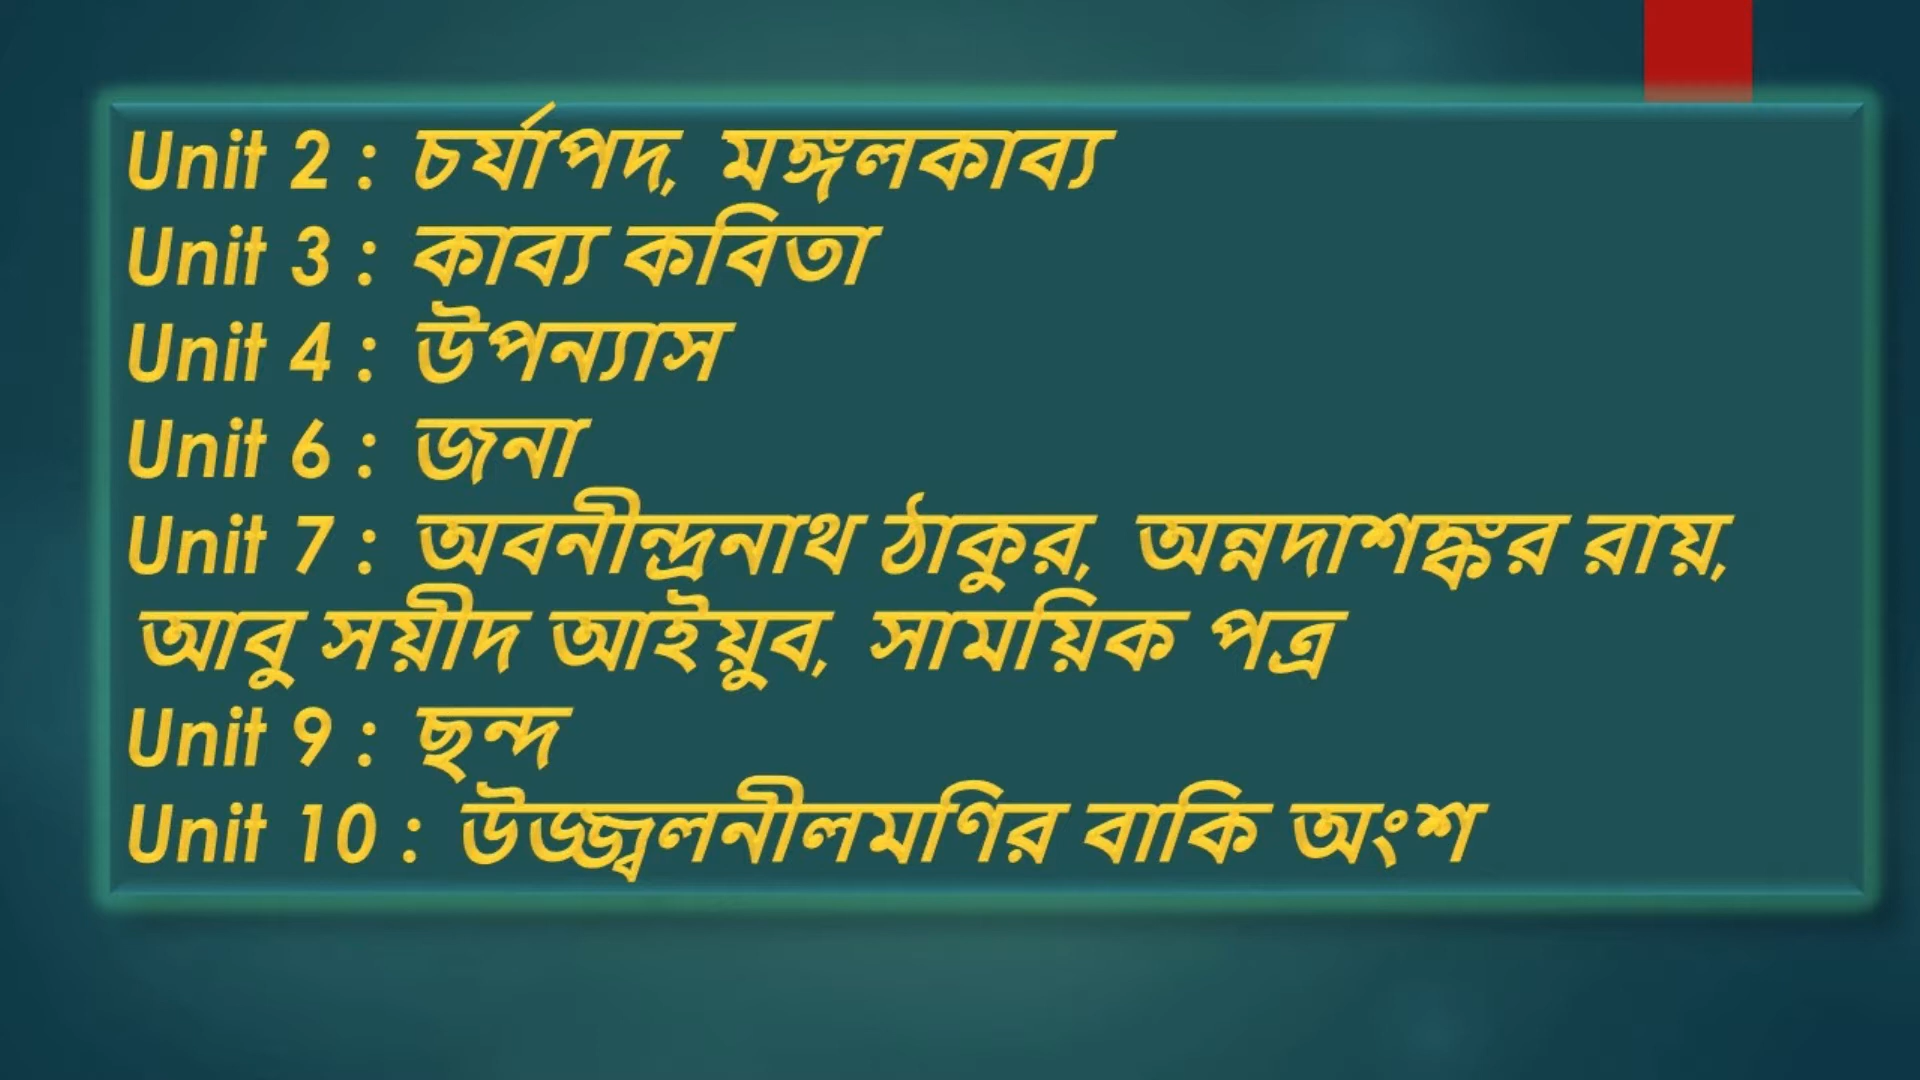 Unit 2 : চর্যাপদ, মঙ্গলকাব্য
Unit 3 : কাব্য কবিতা
Unit 4 : উপন্যাস
Unit 6 : জনা
Unit 7 : অবনীন্দ্রনাথ ঠাকুর, অন্নদাশঙ্কর রায়,
আবু সয়ীদ আইয়ুব, সাময়িক পত্র
Unit 9 : ছন্দ
Unit 10 : উজ্জ্বলনীলমণির বাকি অংশ